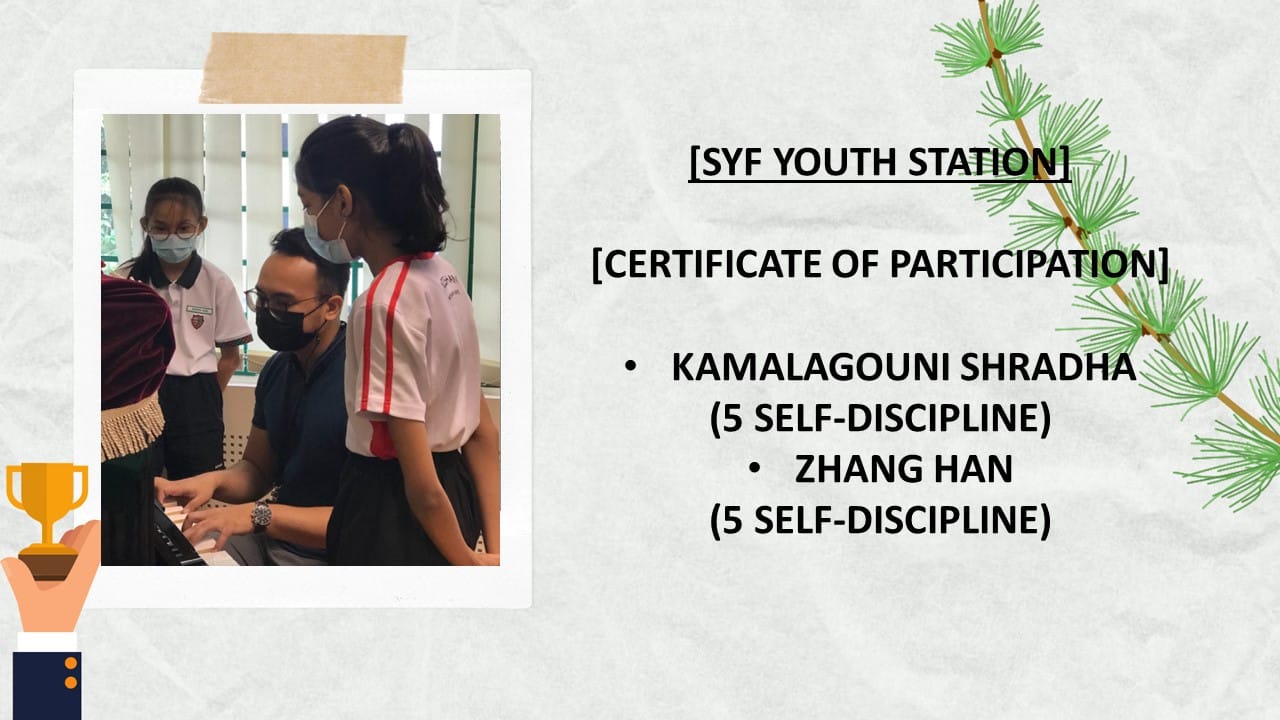 [SYF YOUTH STATION]
[CERTIFICATE OF PARTICIPATION]
• KAMALAGOUNI SHRADHA
(5 SELF-DISCIPLINE)
• ZHANG HAN
(5 SELF-DISCIPLINE)